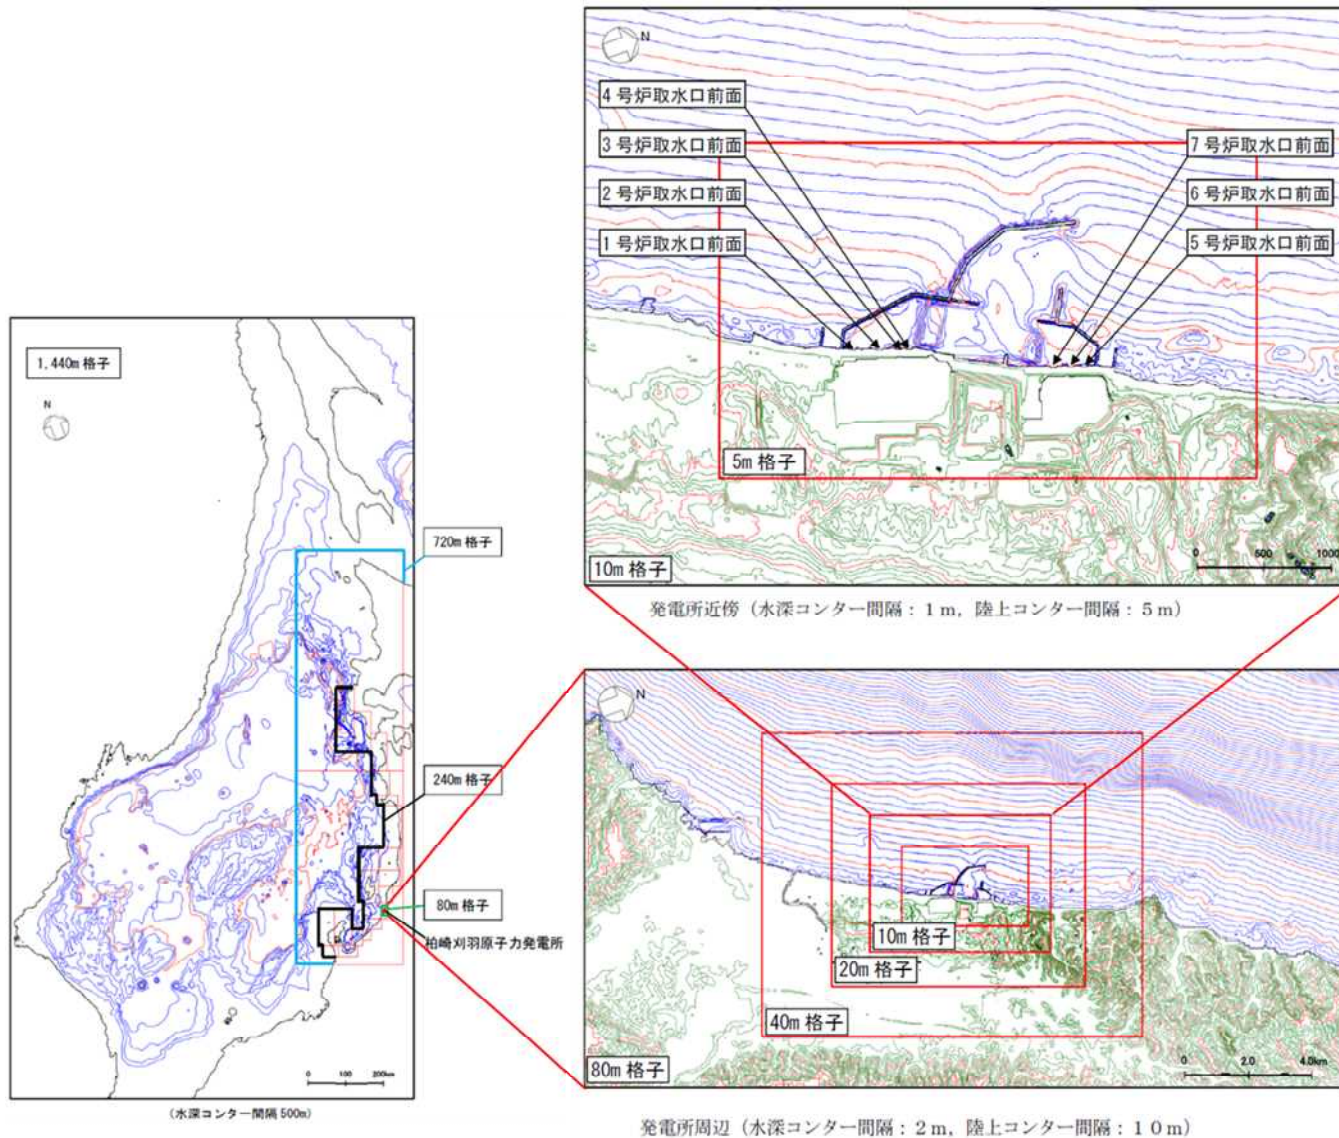 1,440m 格子
N
720m 格子
240m 格子
80m 格子
柏崎刈羽原子力発電所
0 100 200km
(水深コンター間隔 500m)
N
4 号炉取水口前面
3 号炉取水口前面
2 号炉取水口前面
1 号炉取水口前面
7 号炉取水口前面
6 号炉取水口前面
5 号炉取水口前面
5m 格子
10m 格子
0 500 1000
発電所近傍（水深コンター間隔：1ｍ，陸上コンター間隔：5ｍ）
N
10m 格子
20m 格子
40m 格子
80m 格子
0 2.0 4.0km
発電所周辺（水深コンター間隔：2ｍ，陸上コンター間隔：10ｍ）